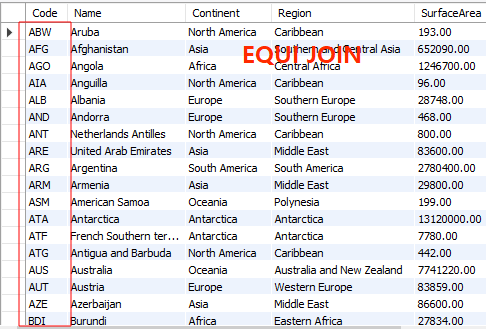 Code Name Continent Region SurfaceArea
ABW Aruba North America Caribbean 193.00
EQUI JOIN
AFG Afghanistan Asia Southern and Central Asia 652090.00
AGO Angola Africa Central Africa 1246700.00
AIA Anguilla North America Caribbean 96.00
ALB Albania Europe Southern Europe 28748.00
AND Andorra Europe Southern Europe 468.00
ANT Netherlands Antilles North America Caribbean 800.00
ARE United Arab Emirates Asia Middle East 83600.00
ARG Argentina South America South America 2780400.00
ARM Armenia Asia Middle East 29800.00
ASM American Samoa Oceania Polynesia 199.00
ATA Antarctica Antarctica Antarctica 13120000.00
ATF French Southern ter... Antarctica Antarctica 7780.00
ATG Antigua and Barbuda North America Caribbean 442.00
AUS Australia Oceania Australia and New Zealand 7741220.00
AUT Austria Europe Western Europe 83859.00
AZE Azerbaijan Asia Middle East 86600.00
BDI Burundi Africa Eastern Africa 27834.00